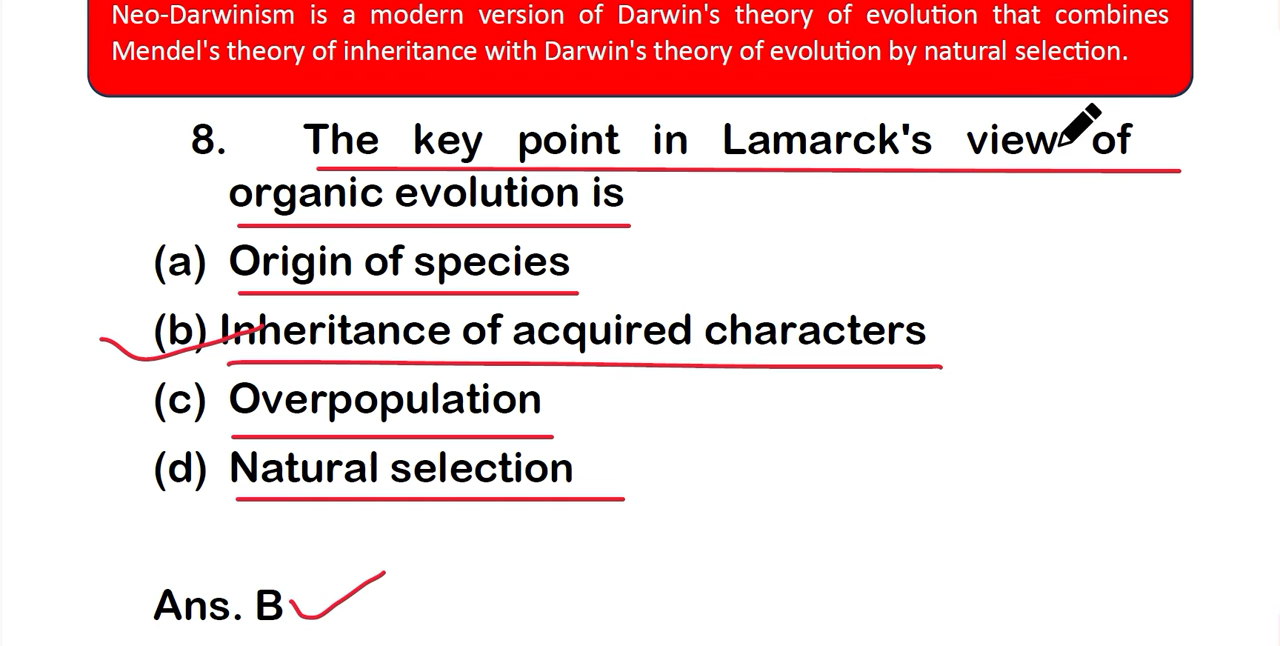 Neo-Darwinism is a modern version of Darwin's theory of evolution that combines
Mendel's theory of inheritance with Darwin's theory of evolution by natural selection.
8. The key point in Lamarck's view of
organic evolution is
(a) Origin of species
(b) Inheritance of acquired characters
(c) Overpopulation
(d) Natural selection
Ans. B